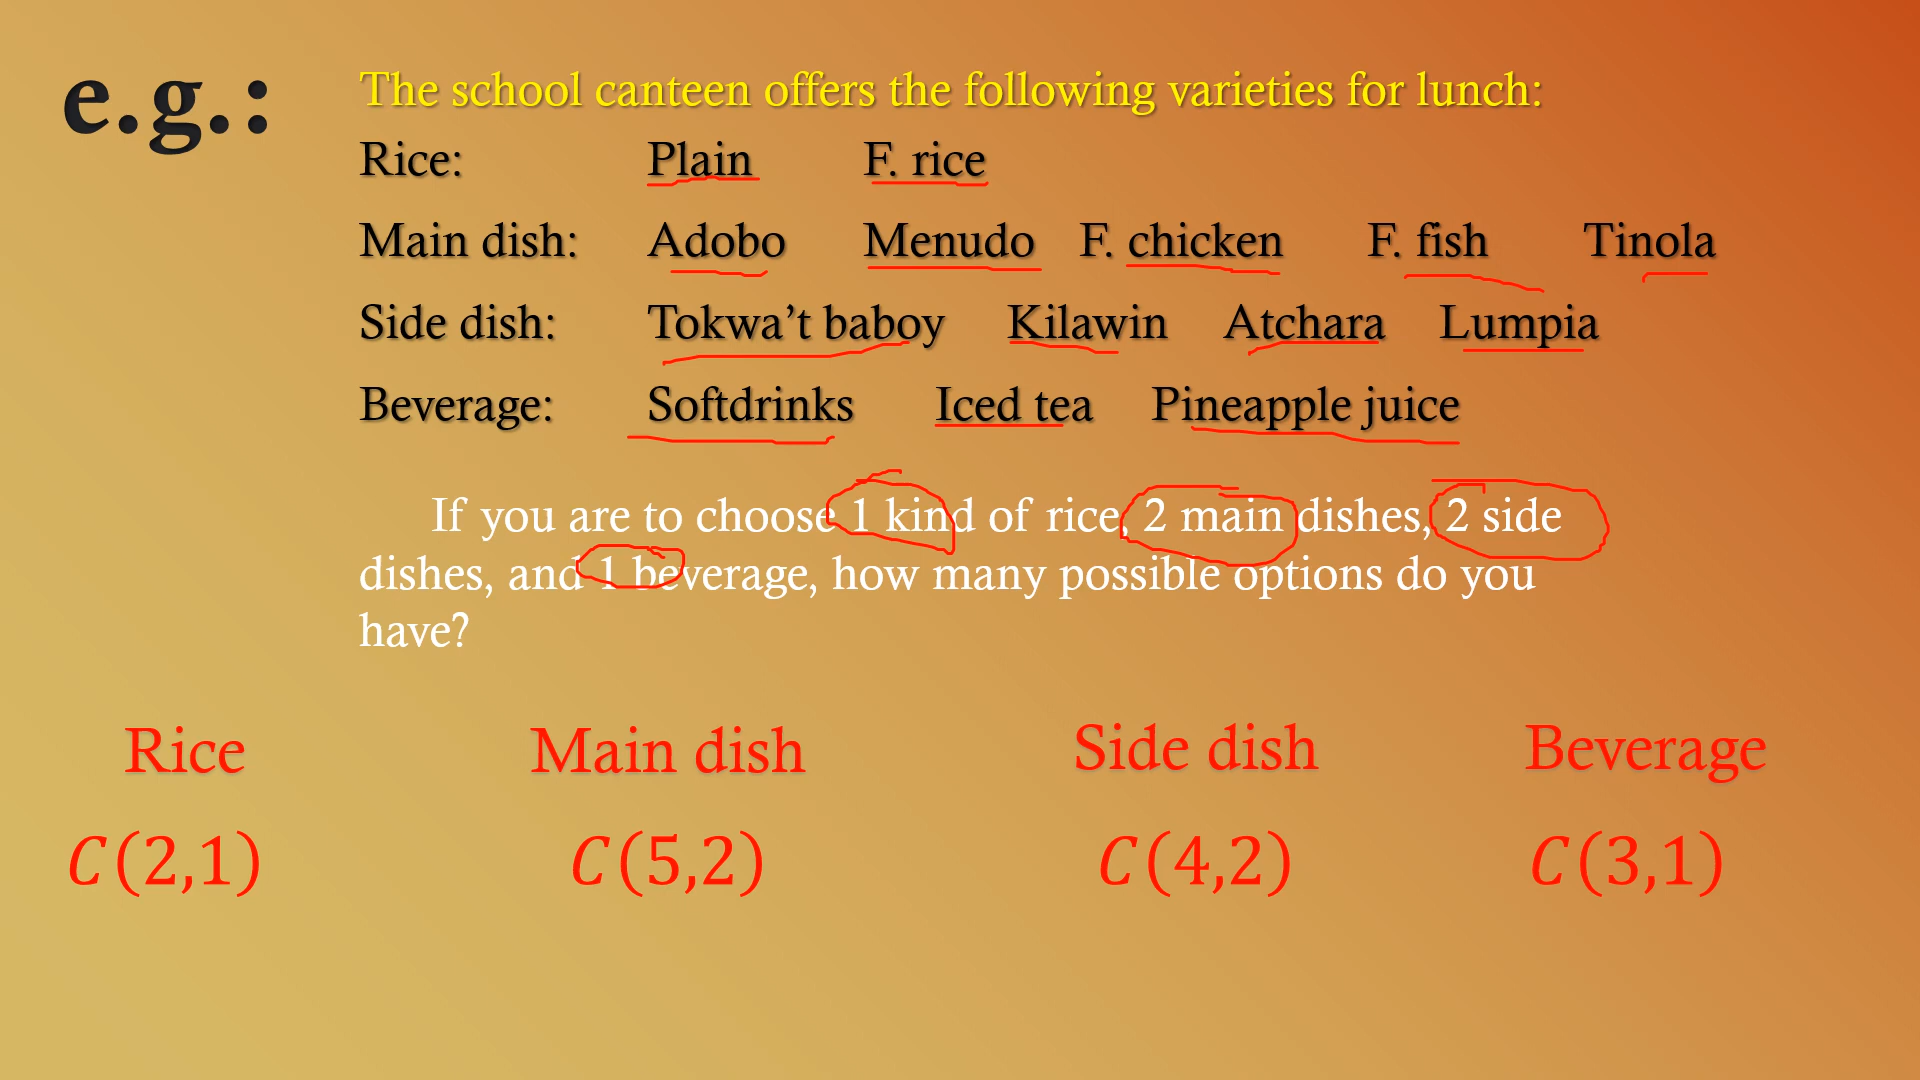 e.g.:
The school canteen offers the following varieties for lunch:
Rice: Plain F. rice
Main dish: Adobo Menudo F. chicken F. fish Tinola
Side dish: Tokwa’t baboy Kilawin Atchara Lumpia
Beverage: Softdrinks Iced tea Pineapple juice
If you are to choose 1 kind of rice, 2 main dishes, 2 side
dishes, and 1 beverage, how many possible options do you
have?
Rice Main dish Side dish Beverage
C(2,1) C(5,2) C(4,2) C(3,1)